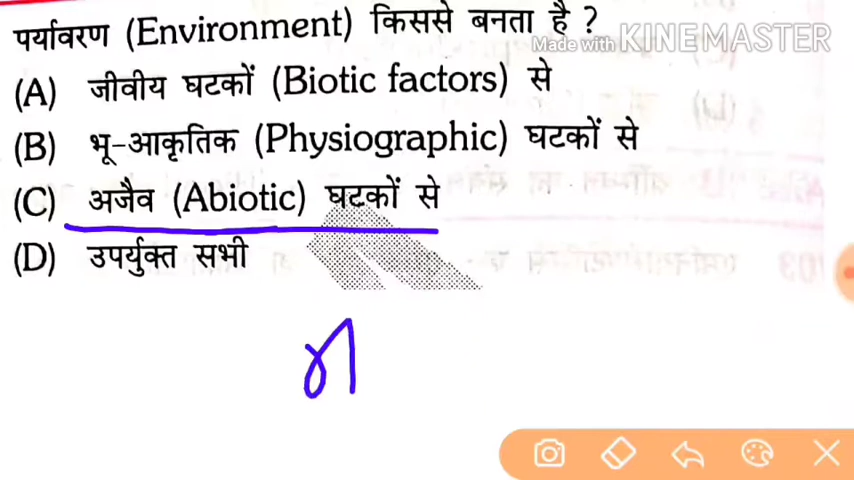 पर्यावरण (Environment) किससे बनता है ?
Made with KINEMASTER
(A) जीवीय घटकों (Biotic factors) से
(B) भू-आकृतिक (Physiographic) घटकों से
(C) अजैव (Abiotic) घटकों से
(D) उपर्युक्त सभी